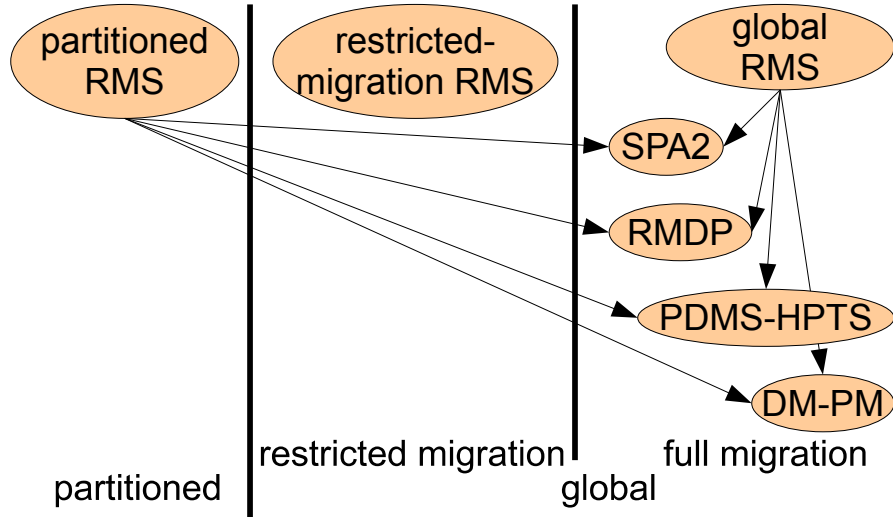 partitioned
RMS
restricted-
migration RMS
global
RMS
SPA2
RMDP
PDMS-HPTS
DM-PM
restricted migration
full migration
partitioned
global